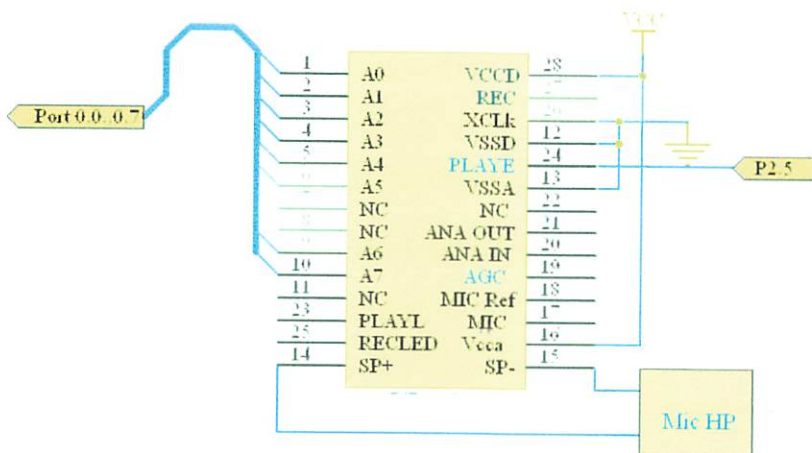 VCC
Port 0.0..0.7
P2.5
1 A0
2 A1
3 A2
4 A3
5 A4
A5
NC
NC
A6
10 A7
11 NC
23 PLAYL
25 RECLED
14 SP+
VCCD 28
REC
XCLk
VSSD 12
PLAYE 24
VSSA 13
NC 22
ANA OUT 21
ANA IN 20
AGC 19
MIC Ref 18
MIC 17
Vcca 16
SP- 15
Mic HP